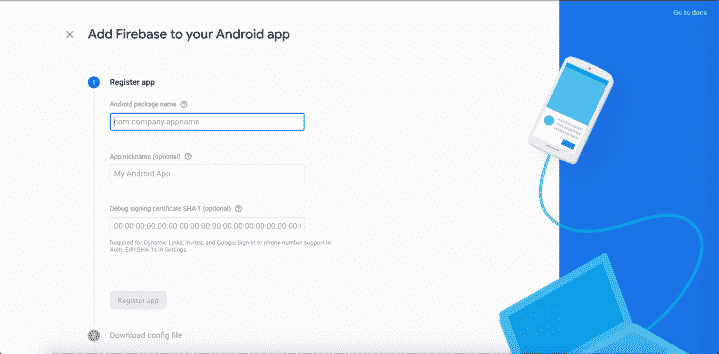 Go to docs
Add Firebase to your Android app
1 Register app
Android package name
com.company.appname
App nickname (optional)
My Android App
Debug signing certificate SHA-1 (optional)
00:00:00:00:00:00:00:00:00:00:00:00:00:00:00:00:00:0
Required for Dynamic Links, Invites, and Google Sign-In or phone number support in
Auth. Edit SHA-1s in Settings.
Register app
Download config file